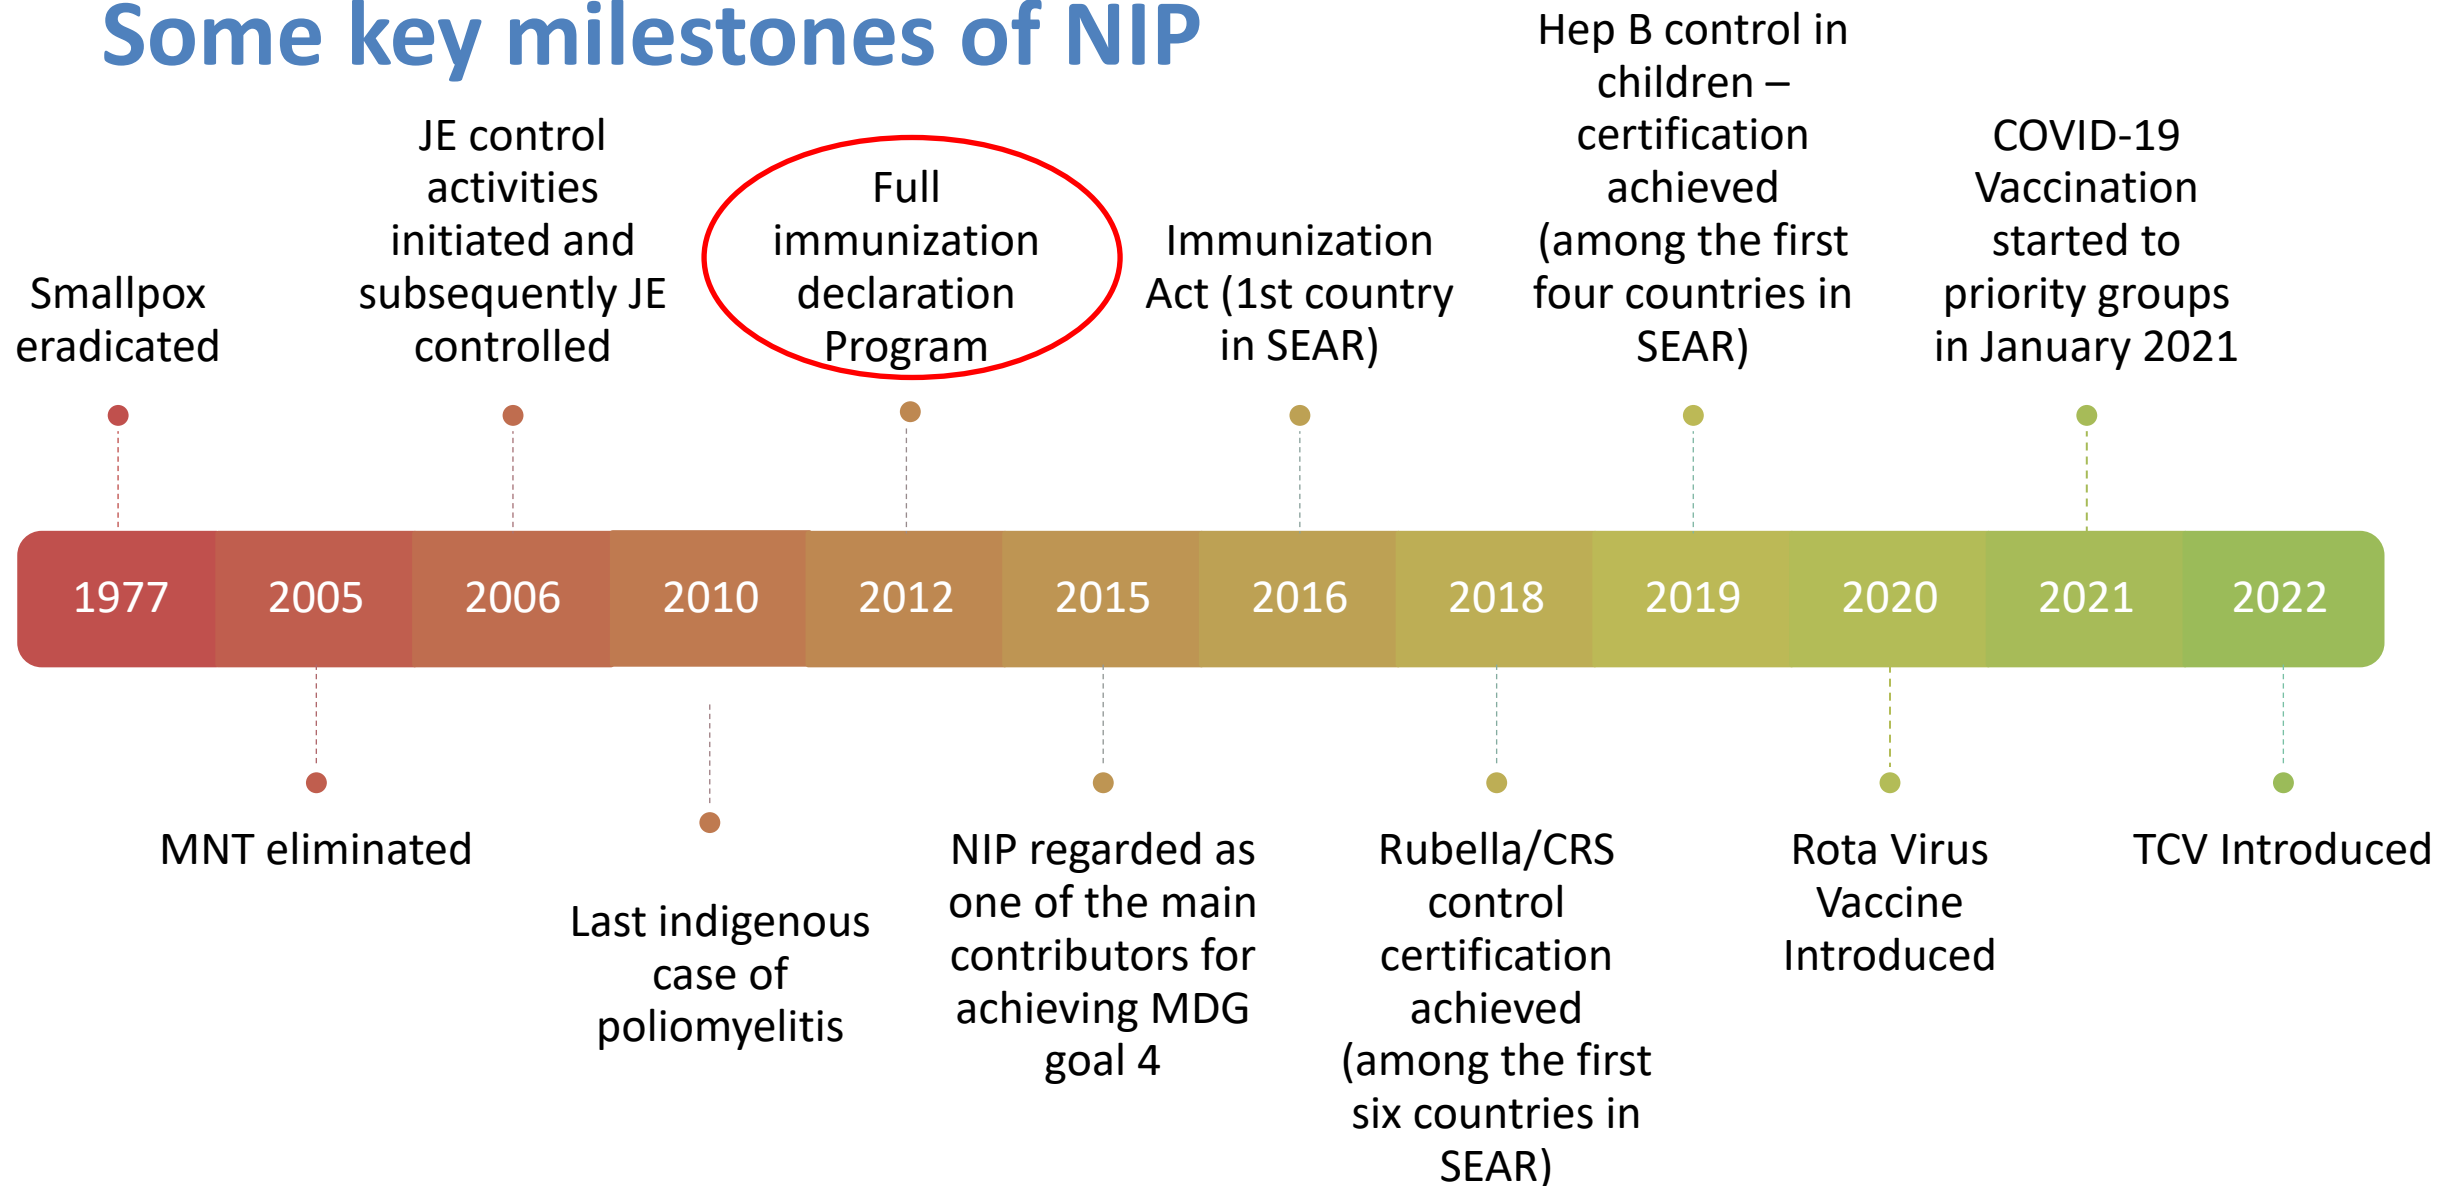 Some key milestones of NIP
Smallpox
eradicated
JE control
activities
initiated and
subsequently JE
controlled
Full
immunization
declaration
Program
Immunization
Act (1st country
in SEAR)
Hep B control in
children –
certification
achieved
(among the first
four countries in
SEAR)
COVID-19
Vaccination
started to
priority groups
in January 2021
1977 2005 2006 2010 2012 2015 2016 2018 2019 2020 2021 2022
MNT eliminated
Last indigenous
case of
poliomyelitis
NIP regarded as
one of the main
contributors for
achieving MDG
goal 4
Rubella/CRS
control
certification
achieved
(among the first
six countries in
SEAR)
Rota Virus
Vaccine
Introduced
TCV Introduced